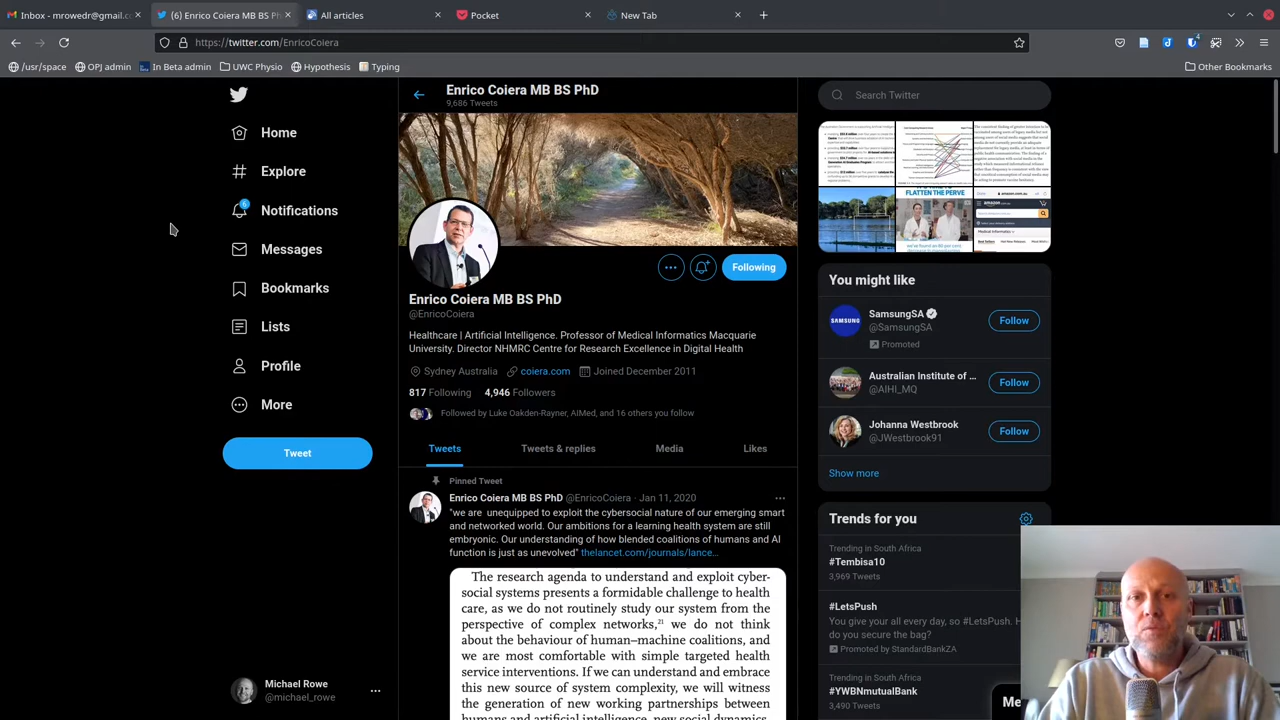 Inbox - mrowedr@gmail.c
(6) Enrico Coiera MB BS P
All articles
Pocket
New Tab
https://twitter.com/EnricoCoiera
/usr/space
OPJ admin
In Beta admin
UWC Physio
Hypothesis
Typing
Other Bookmarks
Home
Notifications
Bookmarks
Lists
Profile
More
Tweet
Michael Rowe
@michael_rowe
Enrico Coiera MB BS PhD
9,686 Tweets
Following
Enrico Coiera MB BS PhD
@EnricoCoiera
Healthcare | Artificial Intelligence. Professor of Medical Informatics Macquarie
University. Director NHMRC Centre for Research Excellence in Digital Health
Sydney Australia coiera.com Joined December 2011
817 Following 4,946 Followers
Followed by Luke Oakden-Rayner, AIMed, and 16 others you follow
Tweets Tweets & replies Media Likes
Pinned Tweet
Enrico Coiera MB BS PhD @EnricoCoiera · Jan 11, 2020
"we are unequipped to exploit the cybersocial nature of our emerging smart
and networked world. Our ambitions for a learning health system are still
embryonic. Our understanding of how blended coalitions of humans and AI
function is just as unevolved" thelancet.com/journals/lance…
The research agenda to understand and exploit cyber-
social systems presents a formidable challenge to health
care, as we do not routinely study our system from the
perspective of complex networks,21 we do not think
about the behaviour of human–machine coalitions, and
we are most comfortable with simple targeted health
service interventions. If we can understand and embrace
this new source of system complexity, we will witness
the generation of new working partnerships between
humans and artificial intelligence, new social dynamics,
Search Twitter
FLATTEN THE PERVE
You might like
SamsungSA
@SamsungSA
Promoted
Follow
Australian Institute of ...
@AIHI_MQ
Follow
Johanna Westbrook
@JWestbrook91
Follow
Show more
Trends for you
Trending in South Africa
#Tembisa10
3,969 Tweets
#LetsPush
You give your all every day, so #LetsPush. H
do you secure the bag?
Promoted by StandardBankZA
Trending in South Africa
#YWBNmutualBank
3,490 Tweets
Me